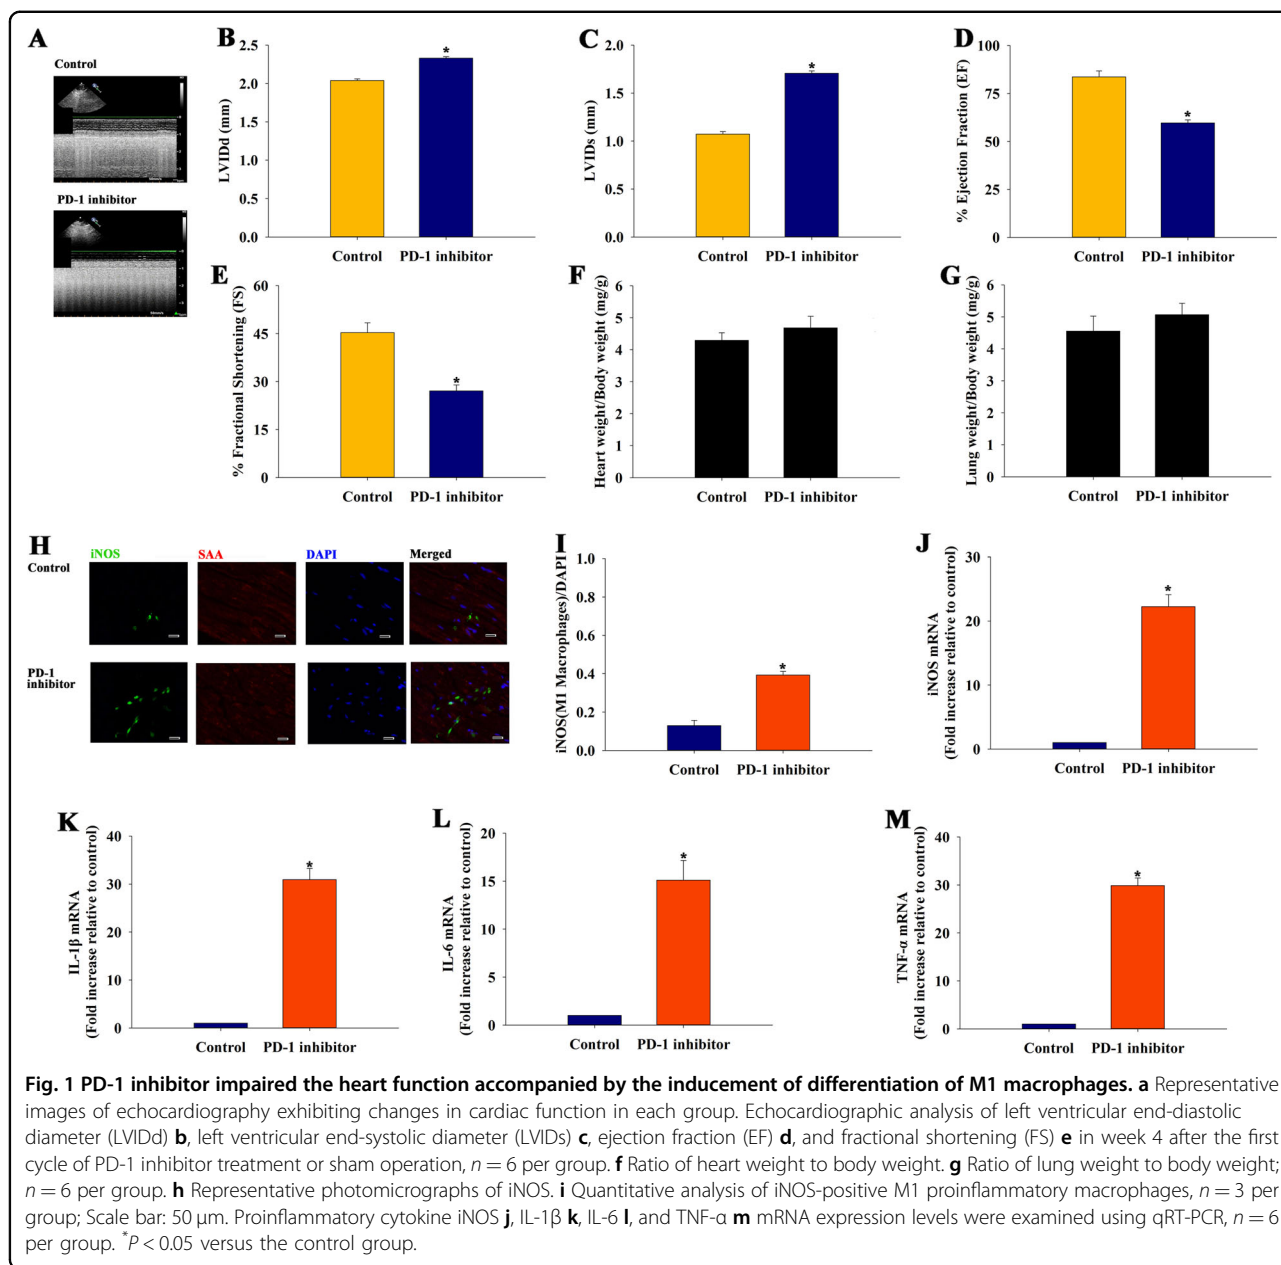 A
Control
PD-1 inhibitor
B
LVIDd (mm)
2.5
2.0
1.5
1.0
0.5
0.0
*
Control PD-1 inhibitor
C
LVIDs (mm)
2.0
1.5
1.0
0.5
0.0
*
Control PD-1 inhibitor
D
% Ejection Fraction (EF)
100
75
50
25
0
*
Control PD-1 inhibitor
E
% Fractional Shortening (FS)
60
45
30
15
0
*
Control PD-1 inhibitor
F
Heart weight/Body weight (mg/g)
6
5
4
3
2
1
0
Control PD-1 inhibitor
G
Lung weight/Body weight (mg/g)
6
5
4
3
2
1
0
Control PD-1 inhibitor
H
iNOS SAA DAPI Merged
Control
PD-1
inhibitor
I
iNOS(M1 Macrophages)/DAPI
1.0
0.8
0.6
0.4
0.2
0.0
*
Control PD-1 inhibitor
J
iNOS mRNA
(Fold increase relative to control)
30
20
10
0
*
Control PD-1 inhibitor
K
IL-1β mRNA
(Fold increase relative to control)
40
30
20
10
0
*
Control PD-1 inhibitor
L
IL-6 mRNA
(Fold increase relative to control)
20
15
10
5
0
*
Control PD-1 inhibitor
M
TNF-α mRNA
(Fold increase relative to control)
40
30
20
10
0
*
Control PD-1 inhibitor
Fig. 1 PD-1 inhibitor impaired the heart function accompanied by the inducement of differentiation of M1 macrophages. a Representative
images of echocardiography exhibiting changes in cardiac function in each group. Echocardiographic analysis of left ventricular end-diastolic
diameter (LVIDd) b, left ventricular end-systolic diameter (LVIDs) c, ejection fraction (EF) d, and fractional shortening (FS) e in week 4 after the first
cycle of PD-1 inhibitor treatment or sham operation, n = 6 per group. f Ratio of heart weight to body weight. g Ratio of lung weight to body weight;
n = 6 per group. h Representative photomicrographs of iNOS. i Quantitative analysis of iNOS-positive M1 proinflammatory macrophages, n = 3 per
group; Scale bar: 50 μm. Proinflammatory cytokine iNOS j, IL-1β k, IL-6 l, and TNF-α m mRNA expression levels were examined using qRT-PCR, n = 6
per group. *P < 0.05 versus the control group.